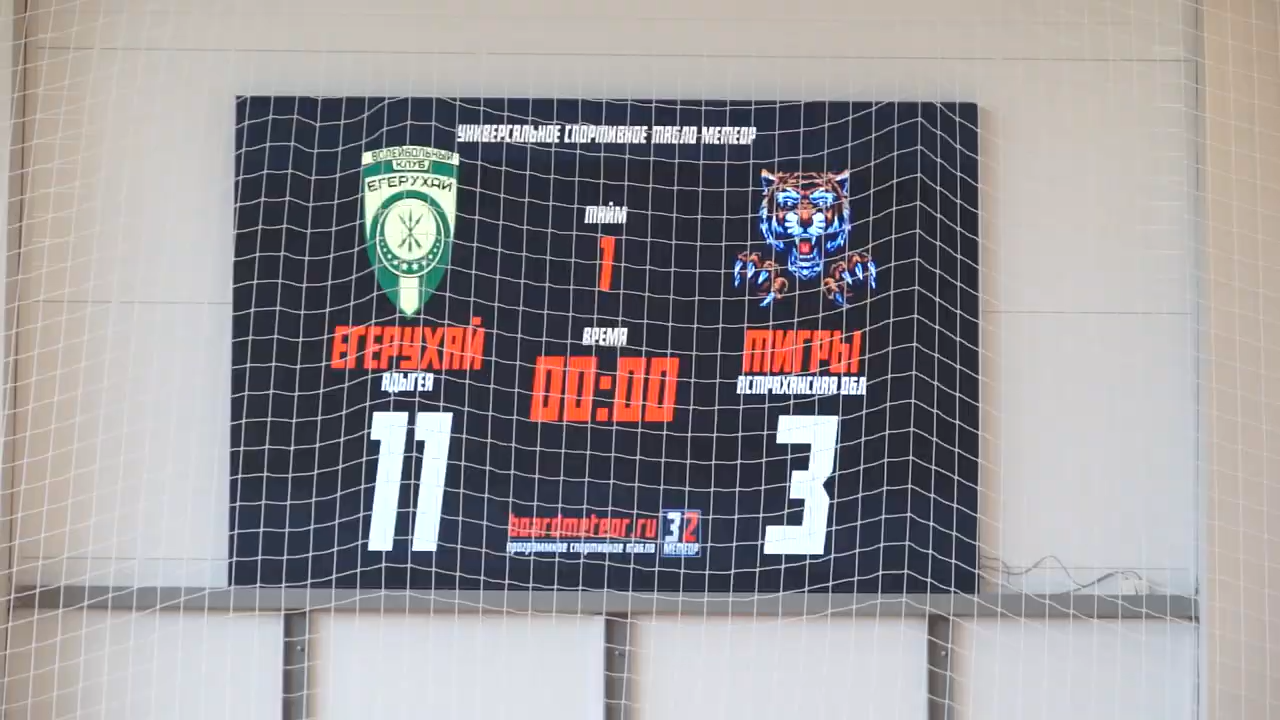 УНИВЕРСАЛЬНОЕ СПОРТИВНОЕ ТАБЛО МЕТЕОР
ВОЛЕЙБОЛЬНЫЙ
КЛУБ
ЕГЕРУХАЙ
ТАЙМ
1
ЕГЕРУХАЙ
АДЫГЕЯ
11
ВРЕМЯ
00:00
ТИГРЫ
АСТРАХАНСКАЯ ОБЛ
3
boardmeteor.ru
программное спортивное табло
32
МЕТЕОР